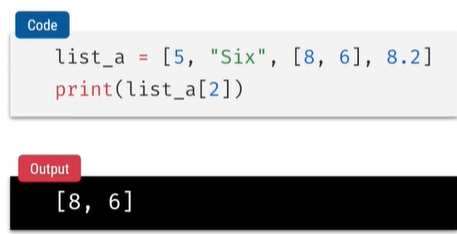 Code
list_a = [5, "Six", [8, 6], 8.2]
print(list_a[2])
Output
[8, 6]